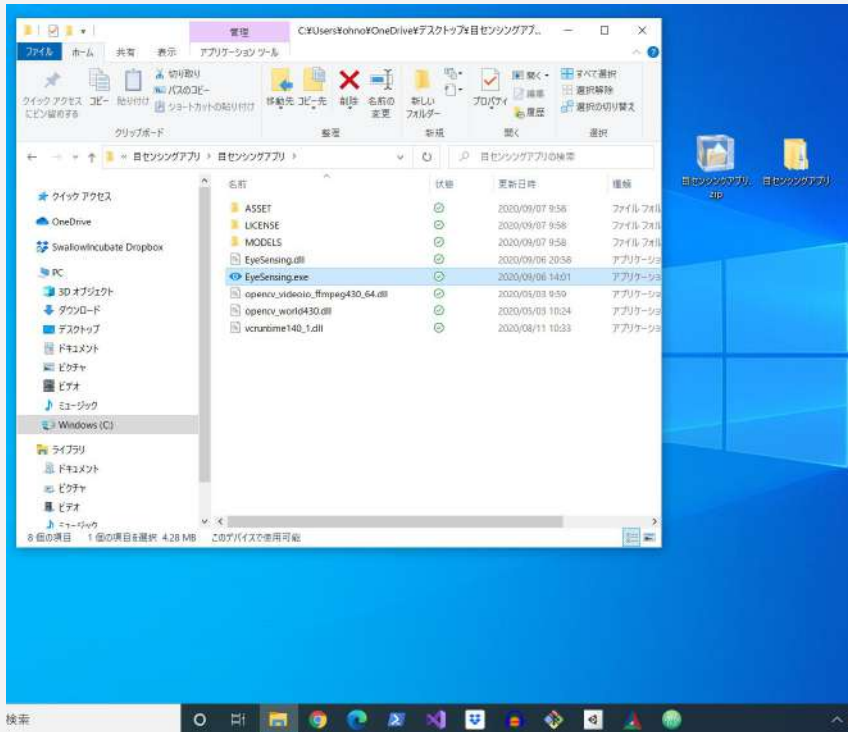 管理
C:¥Users¥ohno¥OneDrive¥デスクトップ¥目センシングアプ...
ファイル ホーム 共有 表示 アプリケーション ツール
クイック アクセスにピン留めする
コピー
貼り付け
切り取り
パスのコピー
ショートカットの貼り付け
移動先 コピー先 削除 名前の変更
新しいフォルダー
プロパティ
開く
編集
履歴
すべて選択
選択解除
選択の切り替え
クリップボード 整理 新規 開く 選択
« 目センシングアプリ › 目センシングアプリ ›
目センシングアプリの検索
名前 状態 更新日時 種類
ASSET 2020/09/07 9:58 ファイル フォル
LICENSE 2020/09/07 9:58 ファイル フォル
MODELS 2020/09/07 9:58 ファイル フォル
EyeSensing.dll 2020/09/06 20:58 アプリケーショ
EyeSensing.exe 2020/09/06 14:01 アプリケーショ
opencv_videoio_ffmpeg430_64.dll 2020/05/03 9:59 アプリケーショ
opencv_world430.dll 2020/05/03 10:24 アプリケーショ
vcruntime140_1.dll 2020/08/11 10:33 アプリケーショ
クイック アクセス
OneDrive
SwallowIncubate Dropbox
PC
3D オブジェクト
ダウンロード
デスクトップ
ドキュメント
ピクチャ
ビデオ
ミュージック
Windows (C:)
ライブラリ
ドキュメント
ピクチャ
ビデオ
ミュージック
8 個の項目 1 個の項目を選択 4.28 MB このデバイスで使用可能
目センシングアプリ.zip
目センシングアプリ
検索